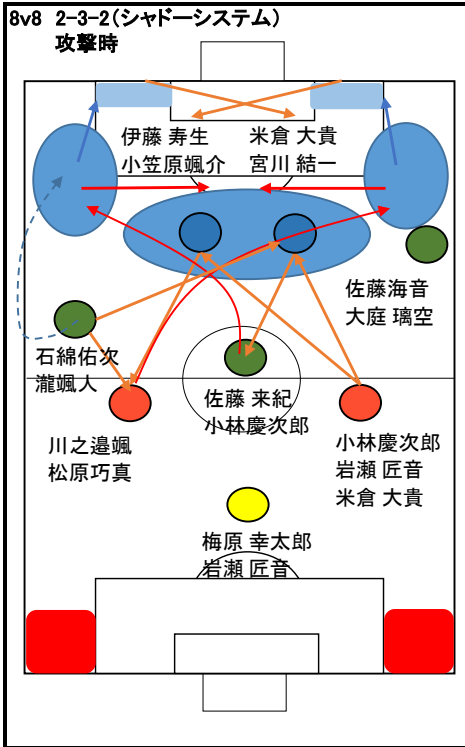 8v8 2-3-2(シャドーシステム)
攻撃時
伊藤 寿生
小笠原颯介
米倉 大貴
宮川 結一
佐藤海音
大庭 璃空
石綿佑次
瀧颯人
佐藤 来紀
小林慶次郎
川之邉颯
松原巧真
小林慶次郎
岩瀬 匠音
米倉 大貴
梅原 幸太郎
岩瀬 匠音